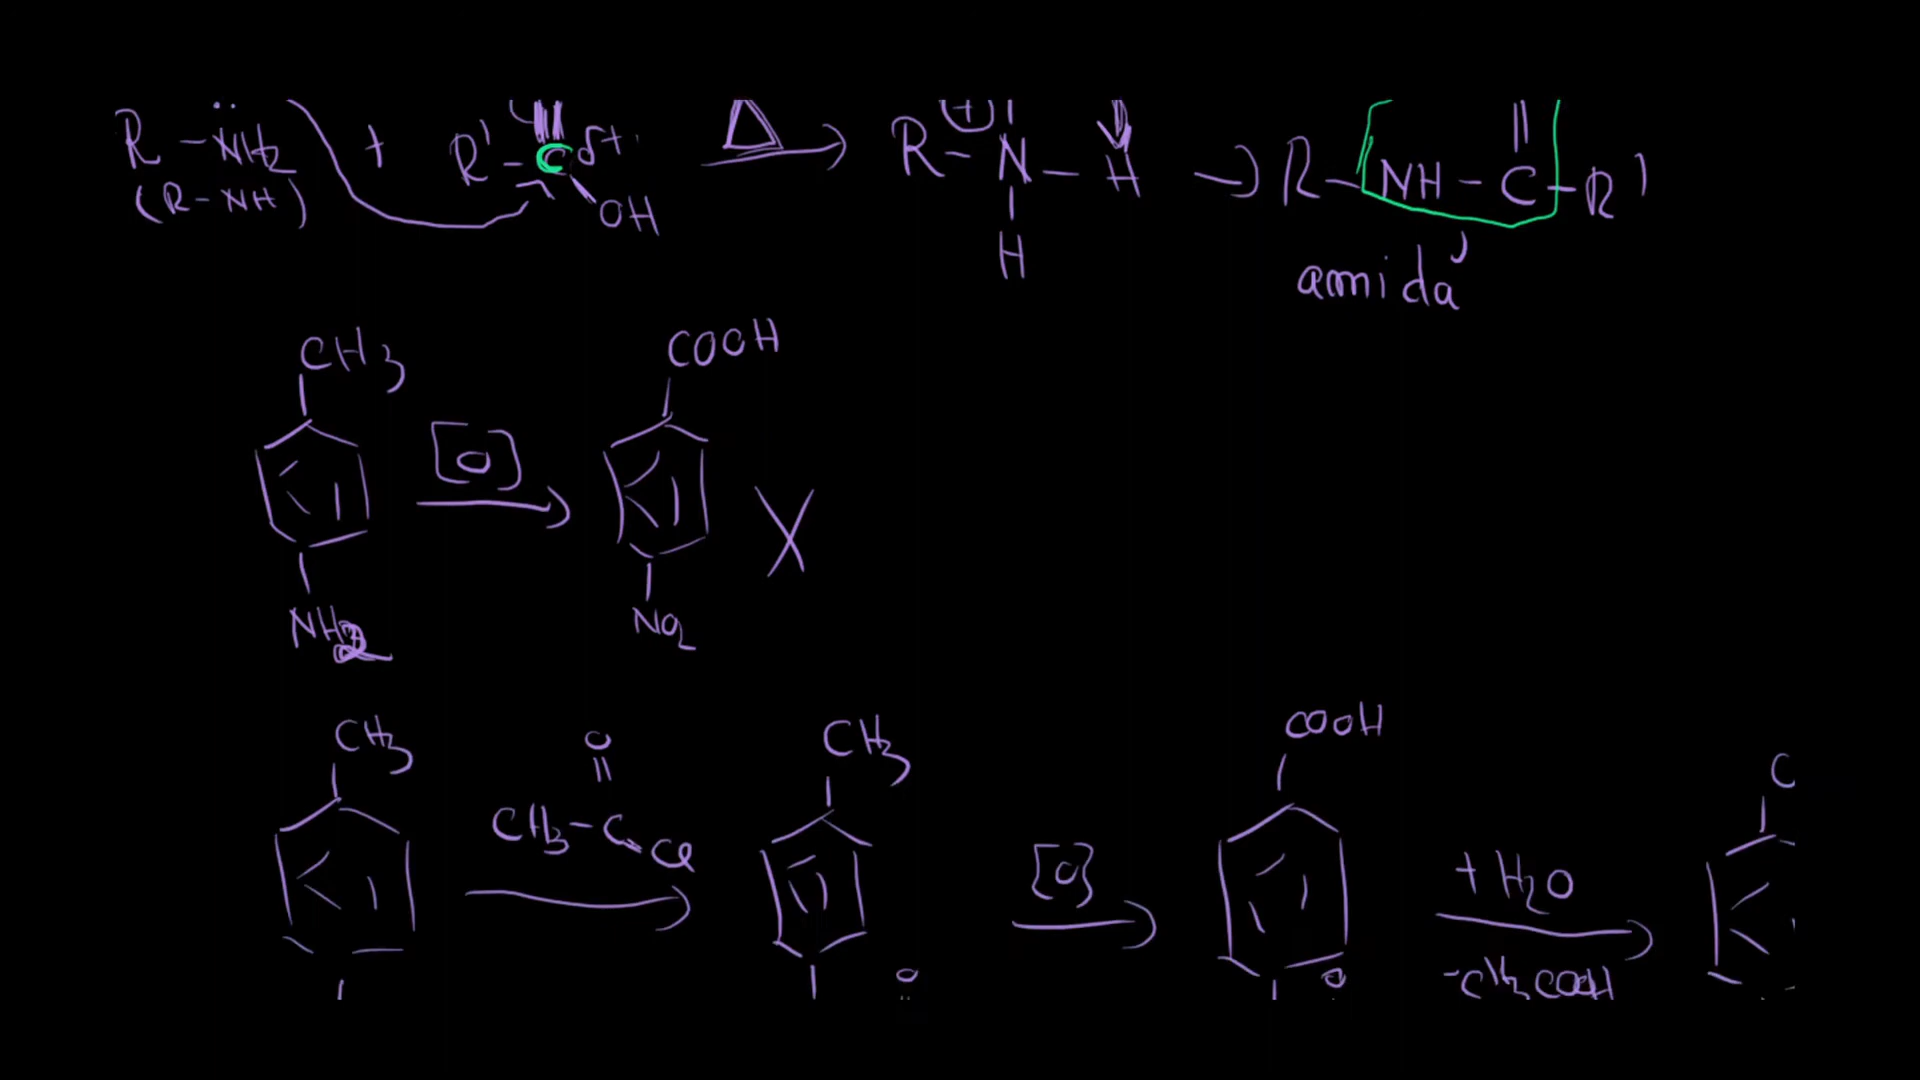 R-NH2 + R'-C δ+ Δ R-N-H R-NH-C-R'
(R-NH) OH H
amida
CH3 COOH
[O]
X
NH2 NO2
CH3 O CH3 COOH C
CH3-C Cl [O] + H2O
O O -CH3COOH